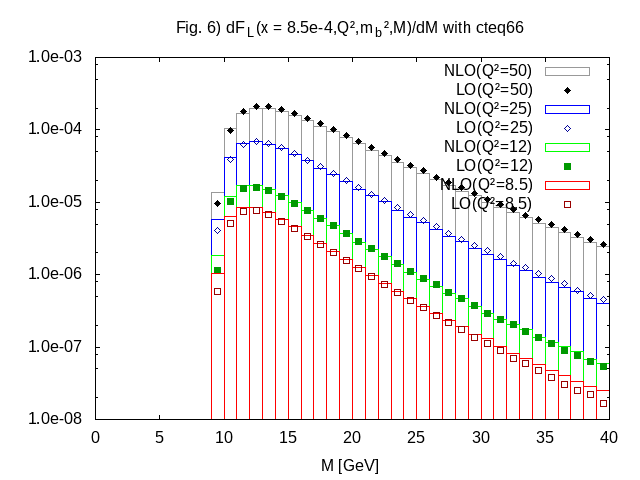 Fig. 6) dF_L(x = 8.5e-4,Q²,m_b²,M)/dM with cteq66
1.0e-03
1.0e-04
1.0e-05
1.0e-06
1.0e-07
1.0e-08
NLO(Q²=50)
LO(Q²=50)
NLO(Q²=25)
LO(Q²=25)
NLO(Q²=12)
LO(Q²=12)
NLO(Q²=8.5)
LO(Q²=8.5)
0 5 10 15 20 25 30 35 40
M [GeV]